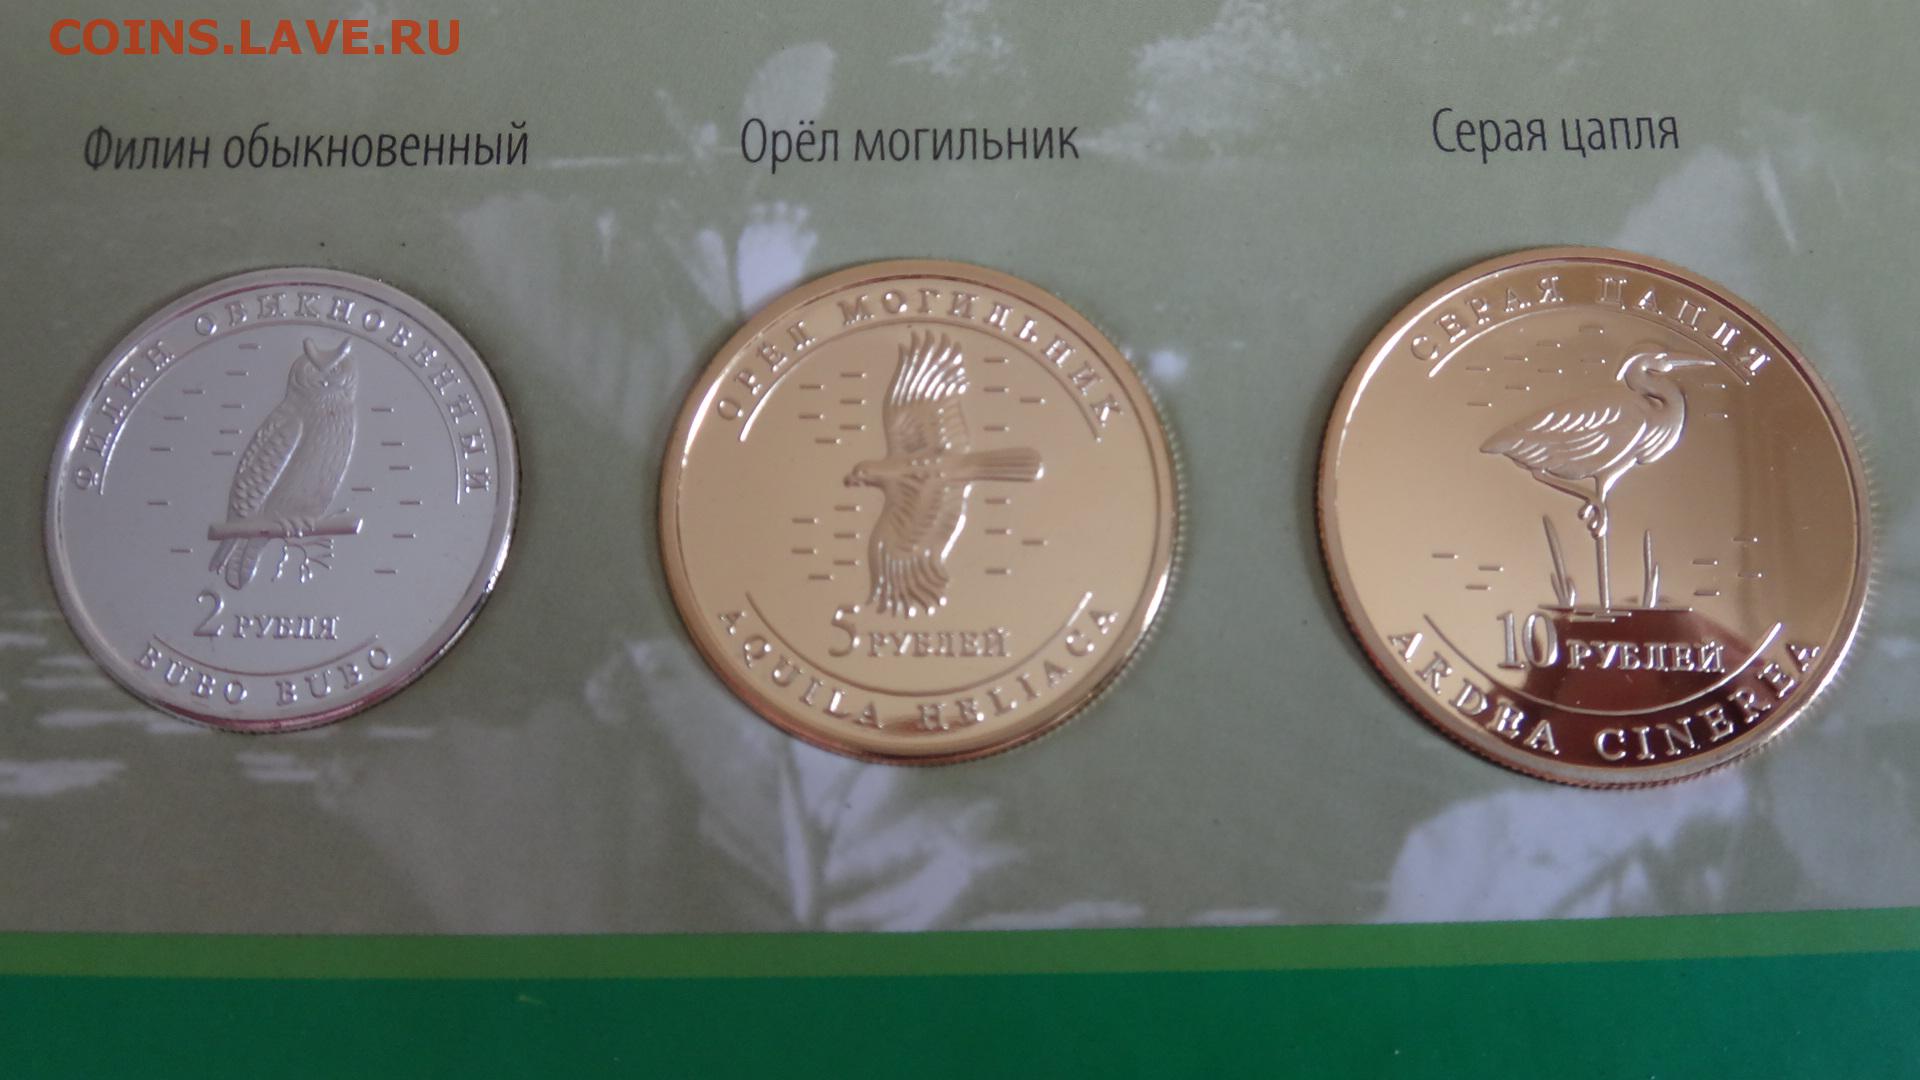 COINS.LAVE.RU
Филин обыкновенный
Орёл могильник
Серая цапля
ФИЛИН ОБЫКНОВЕННЫЙ
2 РУБЛЯ
BUBO BUBO
ОРЁЛ МОГИЛЬНИК
5 РУБЛЕЙ
AQUILA HELIACA
СЕРАЯ ЦАПЛЯ
10 РУБЛЕЙ
ARDEA CINEREA